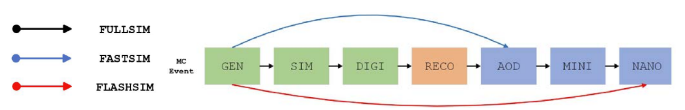 FULLSIM
FASTSIM
FLASHSIM
MC
Event
GEN SIM DIGI RECO AOD MINI NANO